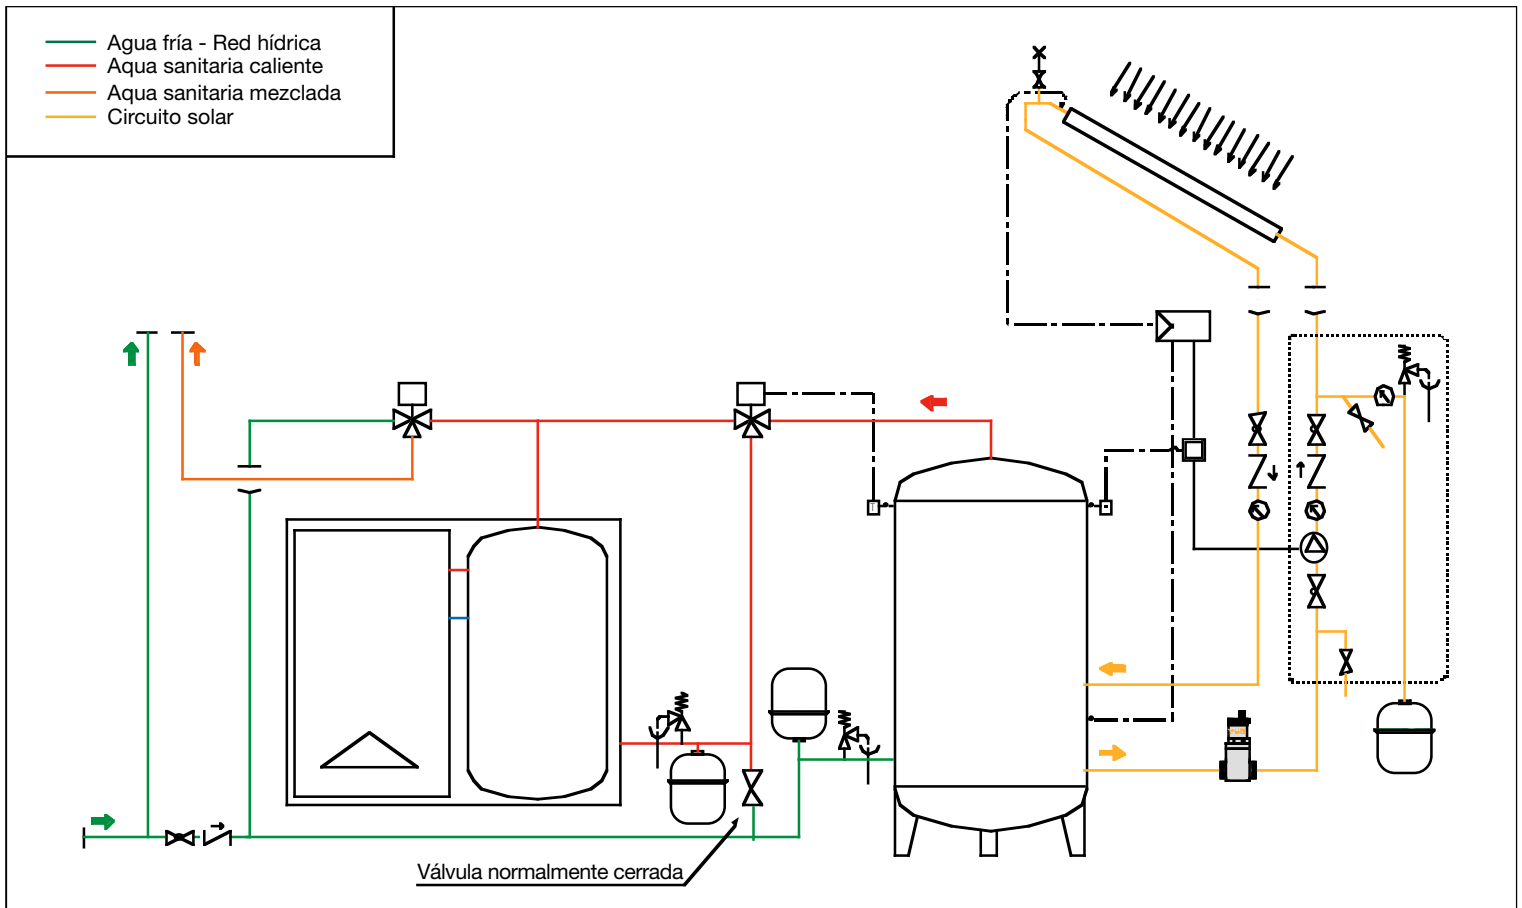 Agua fría - Red hídrica
Aqua sanitaria caliente
Aqua sanitaria mezclada
Circuito solar
Válvula normalmente cerrada